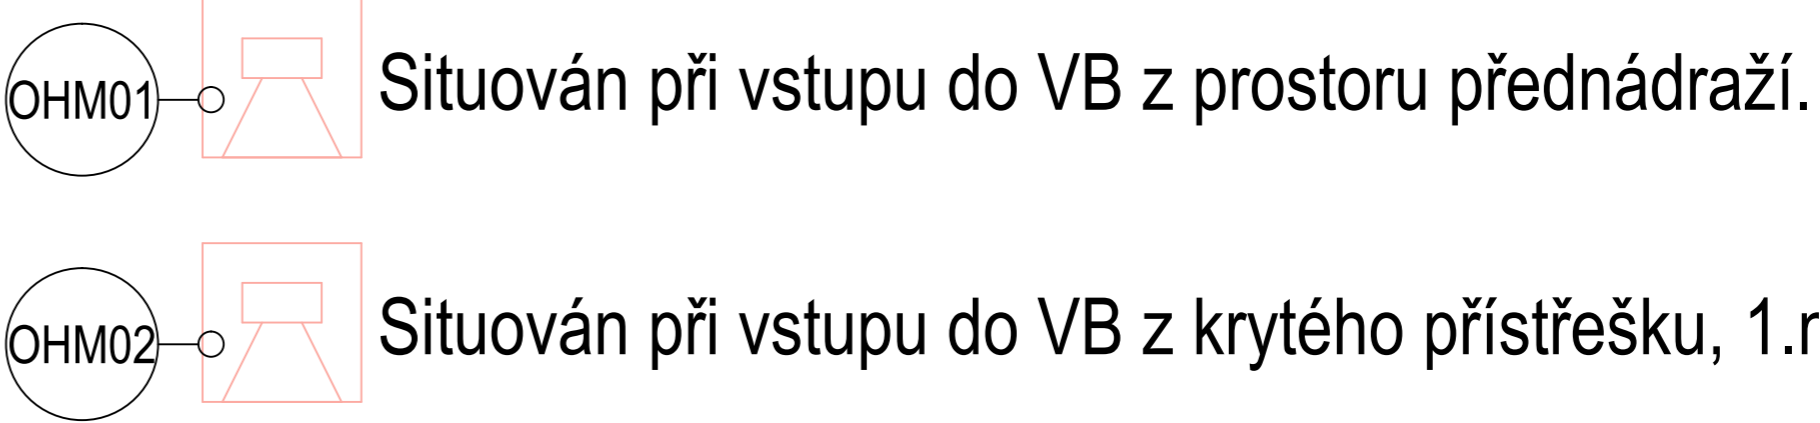 OHM01 Situován při vstupu do VB z prostoru přednádraží.
OHM02 Situován při vstupu do VB z krytého přístřešku, 1.